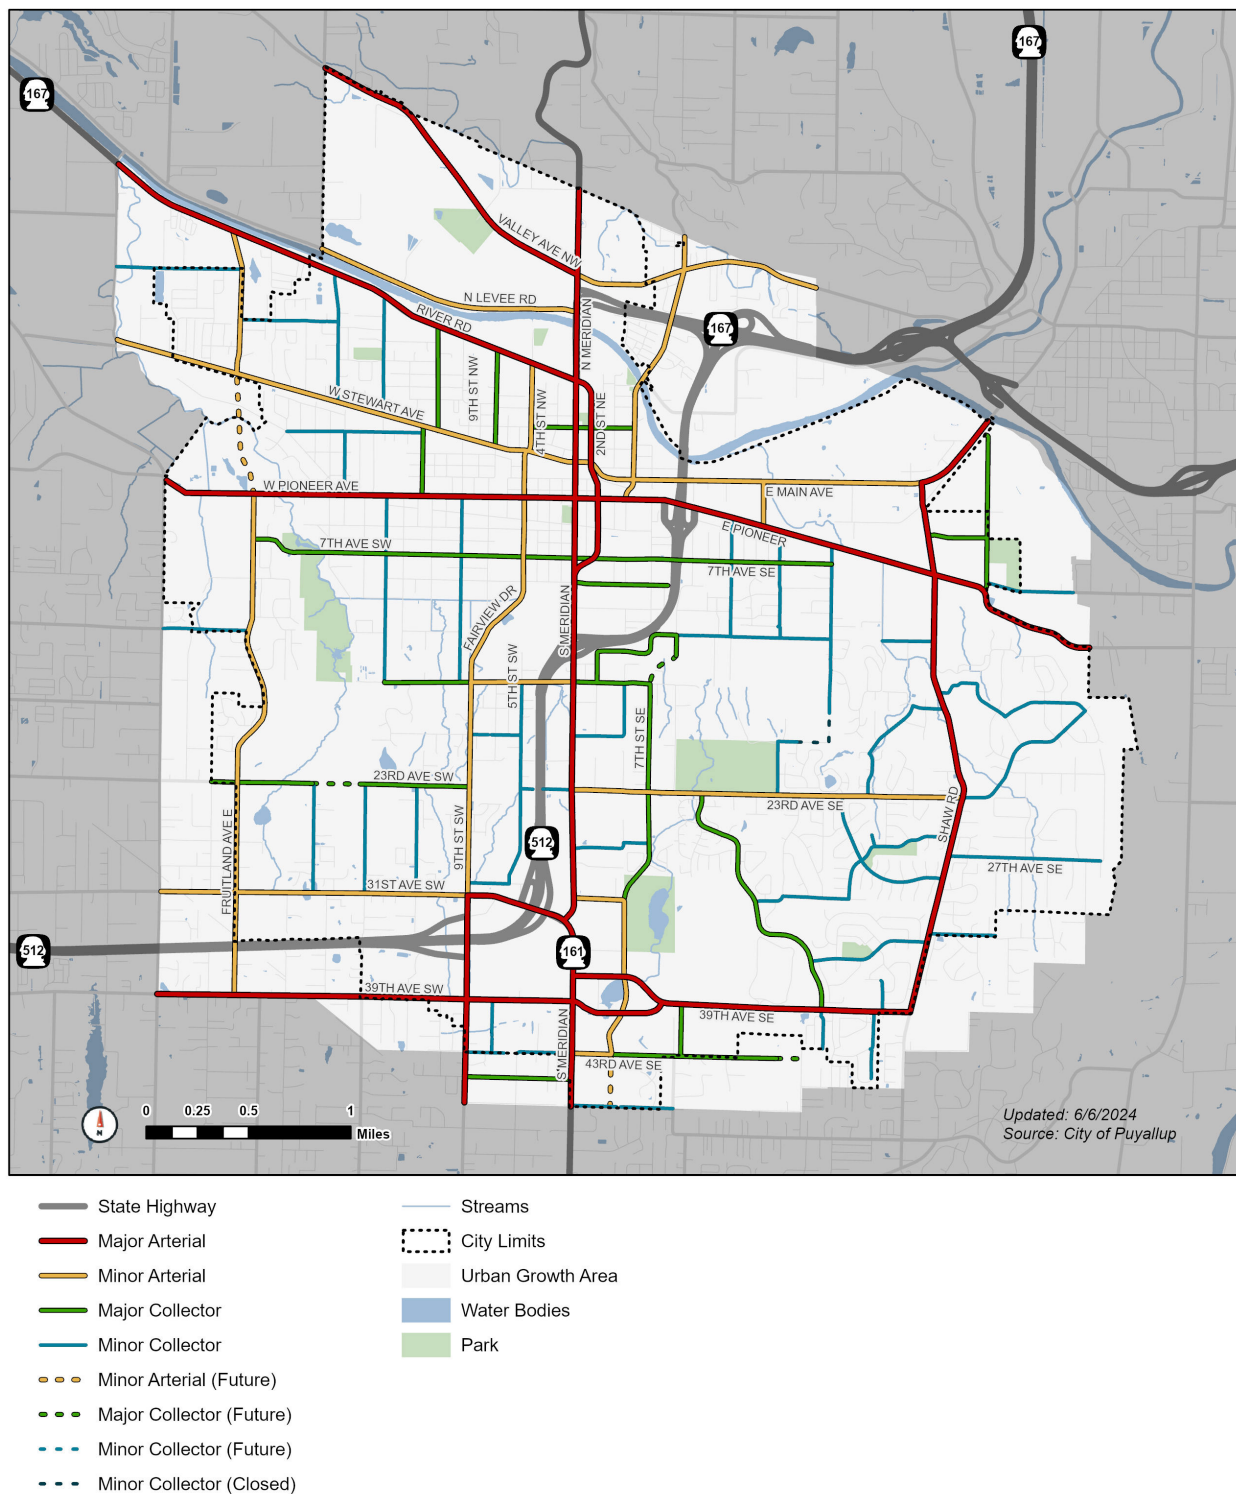 167
167
VALLEY AVE NW
N LEVEE RD
RIVER RD
N MERIDIAN
167
9TH ST NW
W STEWART AVE
4TH ST NW
2ND ST NE
W PIONEER AVE
E MAIN AVE
E PIONEER
7TH AVE SW
7TH AVE SE
FAIRVIEW DR
S MERIDIAN
5TH ST SW
7TH ST SE
23RD AVE SW
23RD AVE SE
SHAW RD
9TH ST SW
512
27TH AVE SE
FRUITLAND AVE E
31ST AVE SW
512
161
39TH AVE SW
39TH AVE SE
S MERIDIAN
43RD AVE SE
N
0 0.25 0.5 1
Miles
Updated: 6/6/2024
Source: City of Puyallup
State Highway
Major Arterial
Minor Arterial
Major Collector
Minor Collector
Minor Arterial (Future)
Major Collector (Future)
Minor Collector (Future)
Minor Collector (Closed)
Streams
City Limits
Urban Growth Area
Water Bodies
Park